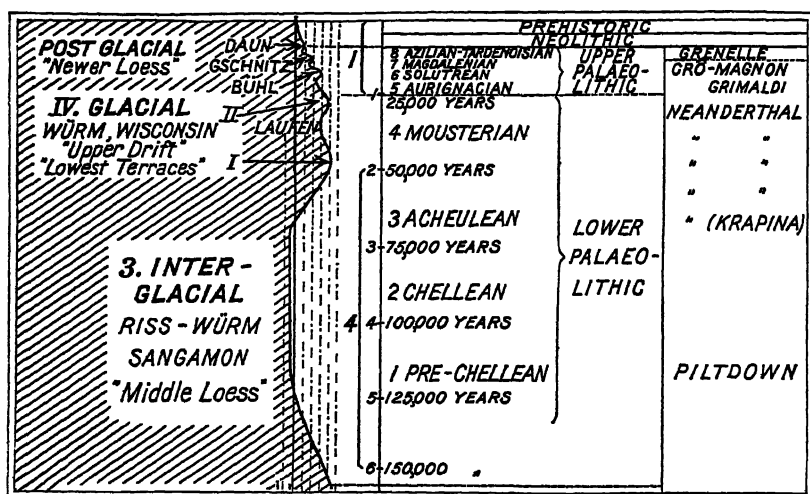 POST GLACIAL
"Newer Loess"
DAUN
GSCHNITZ
BÜHL
IV. GLACIAL
WÜRM, WISCONSIN
"Upper Drift"
"Lowest Terraces"
II
LAUFEN
I
3. INTER-
GLACIAL
RISS-WÜRM
SANGAMON
"Middle Loess"
1
4
PREHISTORIC
NEOLITHIC
8 AZILIAN-TARDENOISIAN
7 MAGDALENIAN
6 SOLUTREAN
5 AURIGNACIAN
1-25,000 YEARS
4 MOUSTERIAN
2-50,000 YEARS
3 ACHEULEAN
3-75,000 YEARS
2 CHELLEAN
4-100,000 YEARS
1 PRE-CHELLEAN
5-125,000 YEARS
6-150,000 "
UPPER
PALAEO-
LITHIC
LOWER
PALAEO-
LITHIC
GRENELLE
CRÔ-MAGNON
GRIMALDI
NEANDERTHAL
" "
" "
" "
" (KRAPINA)
PILTDOWN